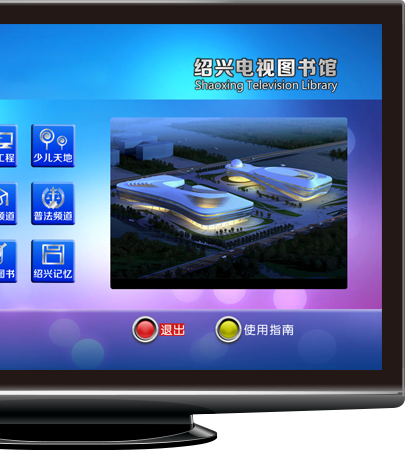 绍兴电视图书馆
Shaoxing Television Library
工程
少儿天地
频道
普法频道
图书
绍兴记忆
退出
使用指南